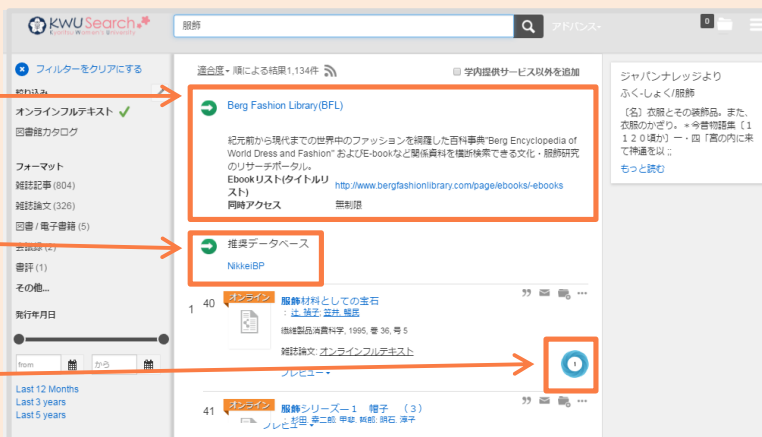 KWU Search
Kyoritsu Women's University
服飾
アドバンス
0
フィルターをクリアにする
絞り込み
オンラインフルテキスト
図書館カタログ
フォーマット
雑誌記事 (804)
雑誌論文 (326)
図書 / 電子書籍 (5)
書評 (1)
その他...
発行年月日
from
から
Last 12 Months
Last 3 years
Last 5 years
適合度 順による結果1,134件
学内提供サービス以外を追加
Berg Fashion Library(BFL)
紀元前から現代までの世界中のファッションを網羅した百科事典"Berg Encyclopedia of
World Dress and Fashion" およびE-bookなど関係資料を横断検索できる文化・服飾研究
のリサーチポータル。
Ebookリスト(タイトルリスト) http://www.bergfashionlibrary.com/page/ebooks/-ebooks
同時アクセス 無制限
推奨データベース
NikkeiBP
1
40
オンライン
服飾材料としての宝石
繊維製品消費科学, 1995, 巻 36, 号 5
雑誌論文: オンラインフルテキスト
プレビュー
41
オンライン
服飾シリーズ―1 帽子 (3)
プレビュー
ジャパンナレッジより
ふく‐しょく/服飾
〔名〕衣服とその装飾品。また、
衣服のかざり。＊今昔物語集〔1
120頃か〕一・四「宮の内に来
て神通を以 ;;
もっと読む